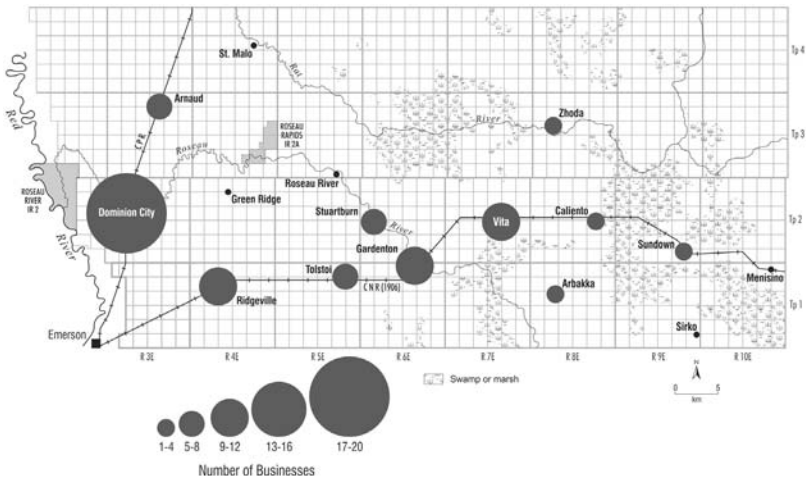 St. Malo
Rat
Tp 4
Red
Arnaud
Zhoda
C P R
Roseau
ROSEAU
RAPIDS
IR 2A
River
Tp 3
ROSEAU
RIVER
IR 2
Roseau River
Green Ridge
Dominion City
Stuartburn
River
Vita
Caliento
Tp 2
River
Gardenton
Sundown
Tolstoi
Menisino
C N R (1906)
Arbakka
Ridgeville
Tp 1
Emerson
Sirko
R 3E
R 4E
R 5E
R 6E
R 7E
R 8E
R 9E
R 10E
N
Swamp or marsh
0 5
km
1-4 5-8 9-12 13-16 17-20
Number of Businesses